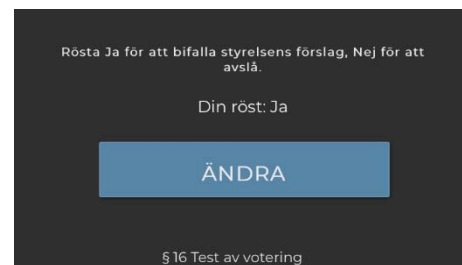 Rösta Ja för att bifalla styrelsens förslag, Nej för att
avslå.
Din röst: Ja
ÄNDRA
§ 16 Test av votering